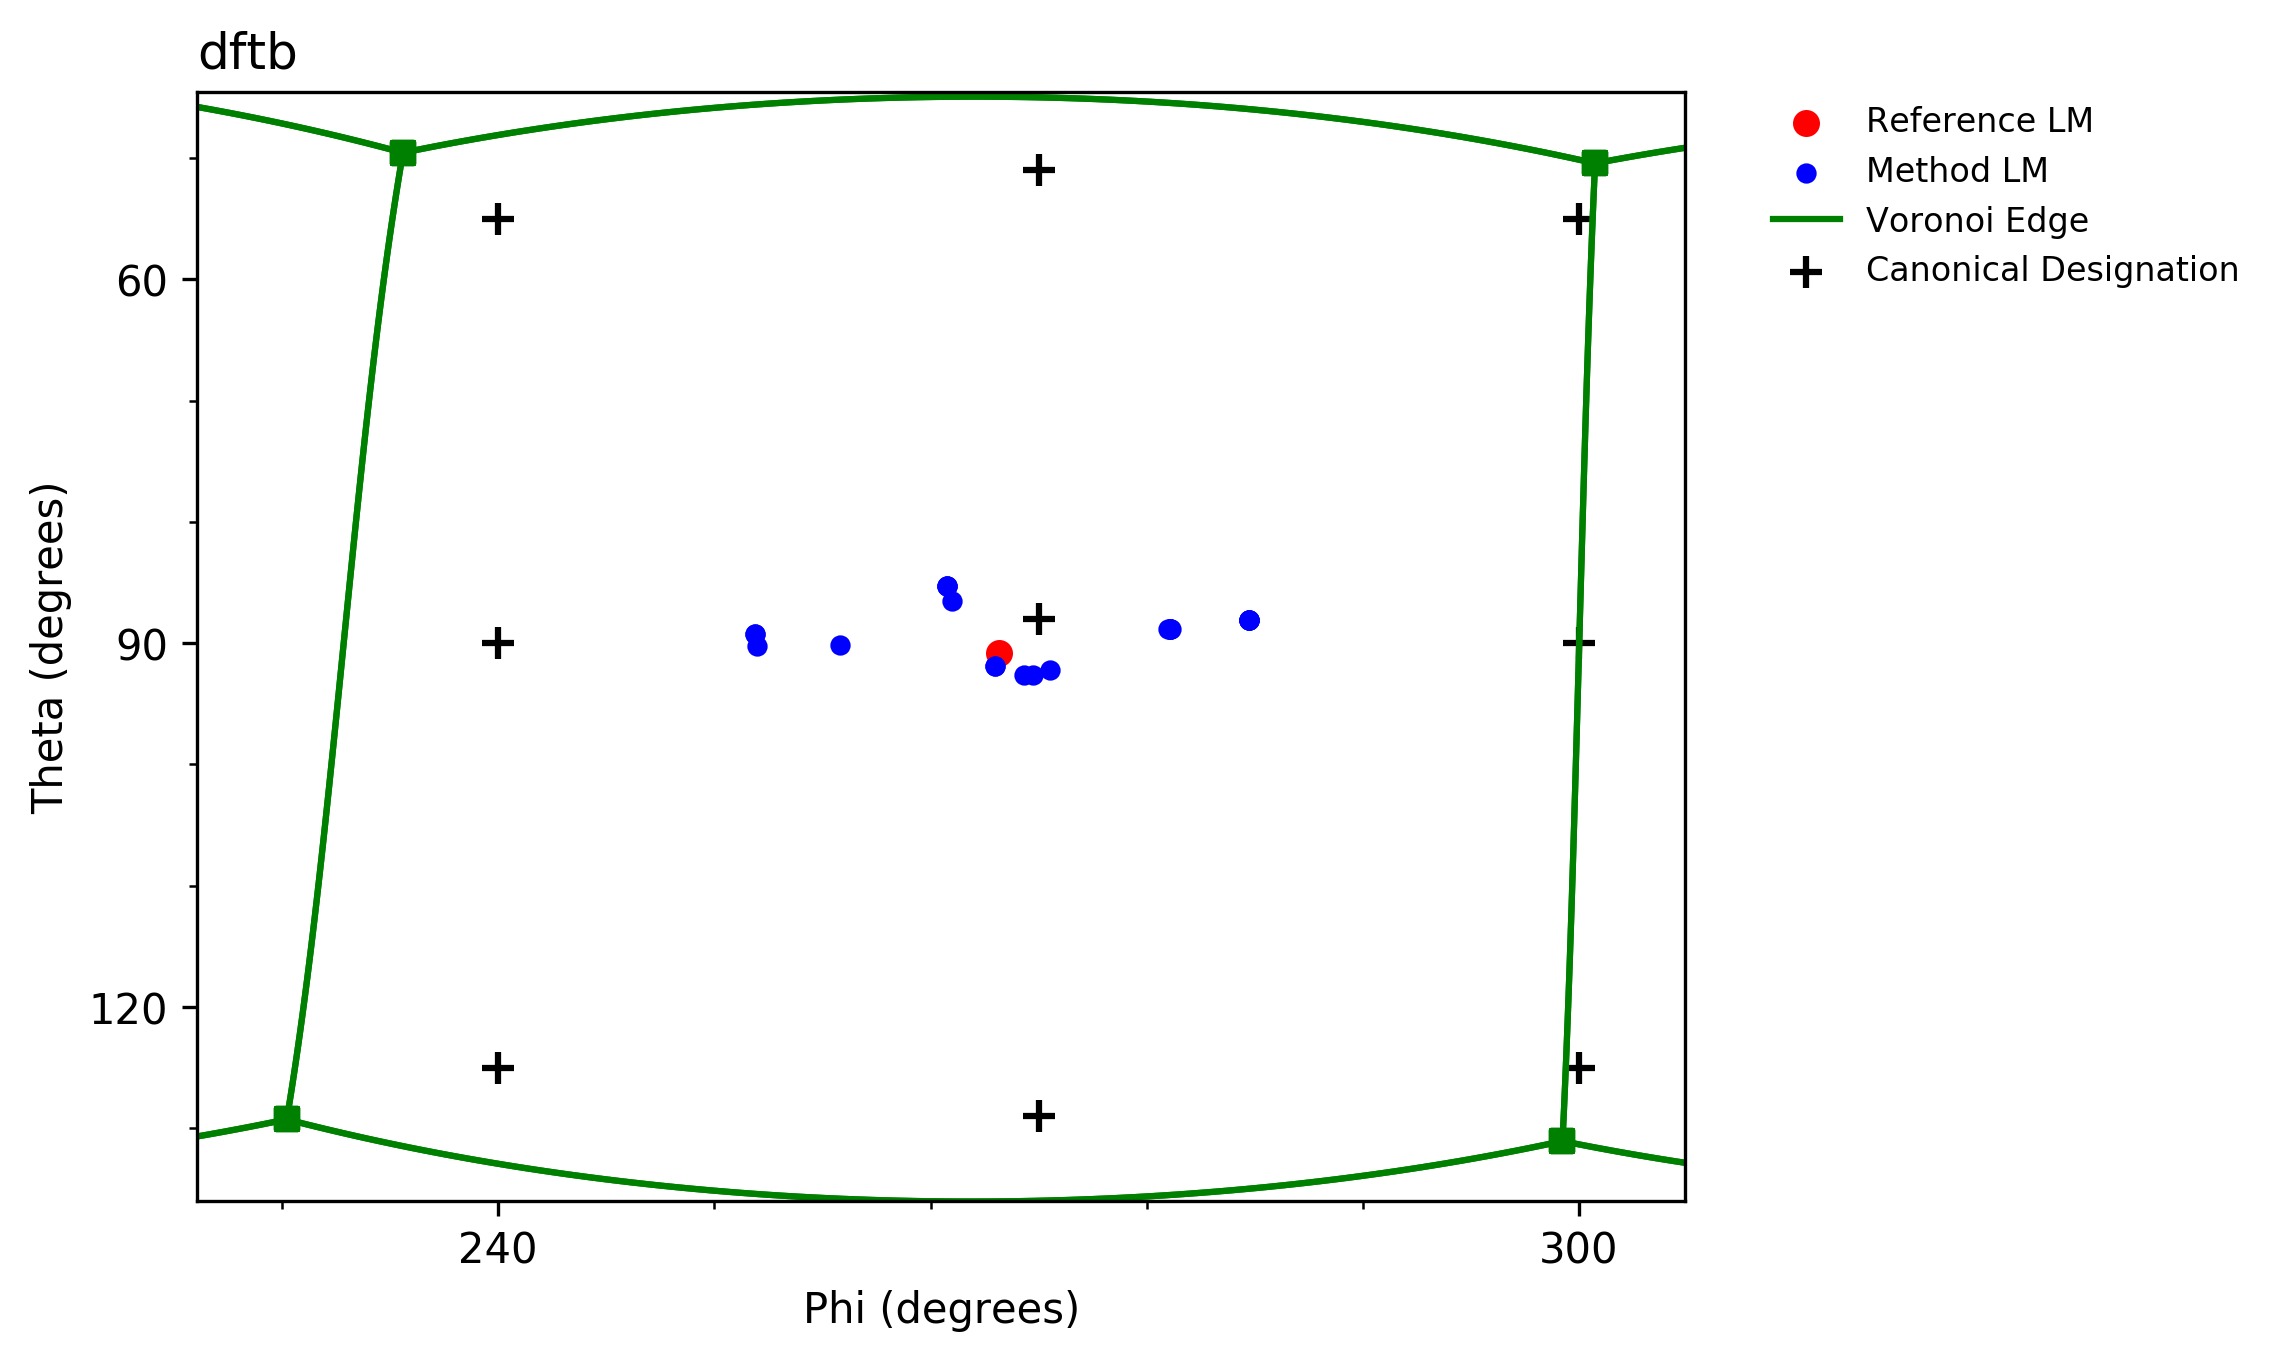 dftb
Reference LM
Method LM
Voronoi Edge
Canonical Designation
60
90
120
Theta (degrees)
240
300
Phi (degrees)